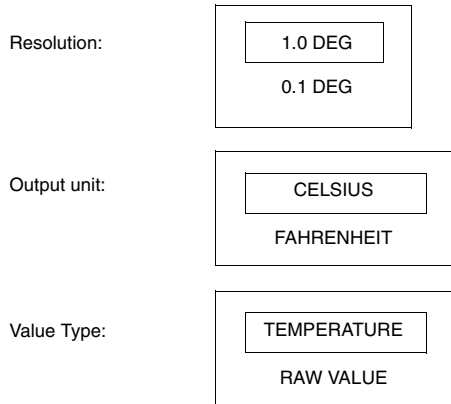 Resolution:
1.0 DEG
0.1 DEG
Output unit:
CELSIUS
FAHRENHEIT
Value Type:
TEMPERATURE
RAW VALUE